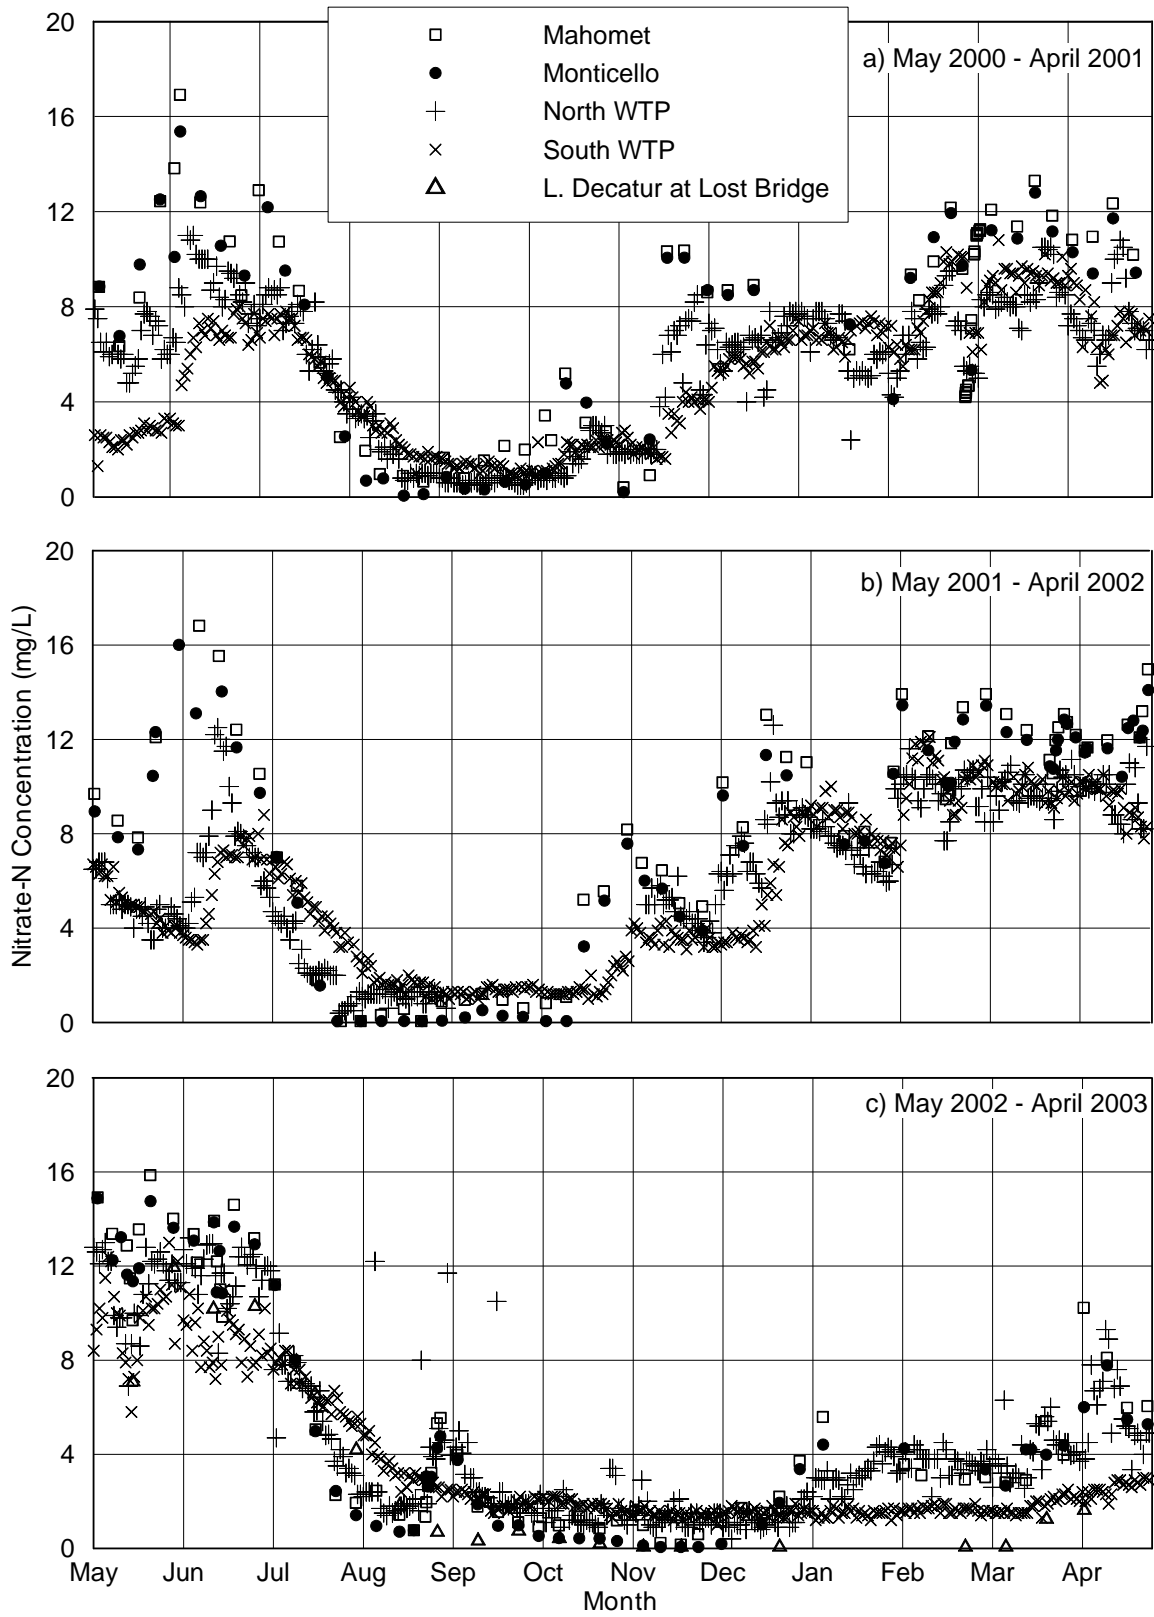 20
16
12
8
4
0
Mahomet
Monticello
North WTP
South WTP
L. Decatur at Lost Bridge
a) May 2000 - April 2001
20
16
12
8
4
0
b) May 2001 - April 2002
Nitrate-N Concentration (mg/L)
20
16
12
8
4
0
c) May 2002 - April 2003
May Jun Jul Aug Sep Oct Nov Dec Jan Feb Mar Apr
Month